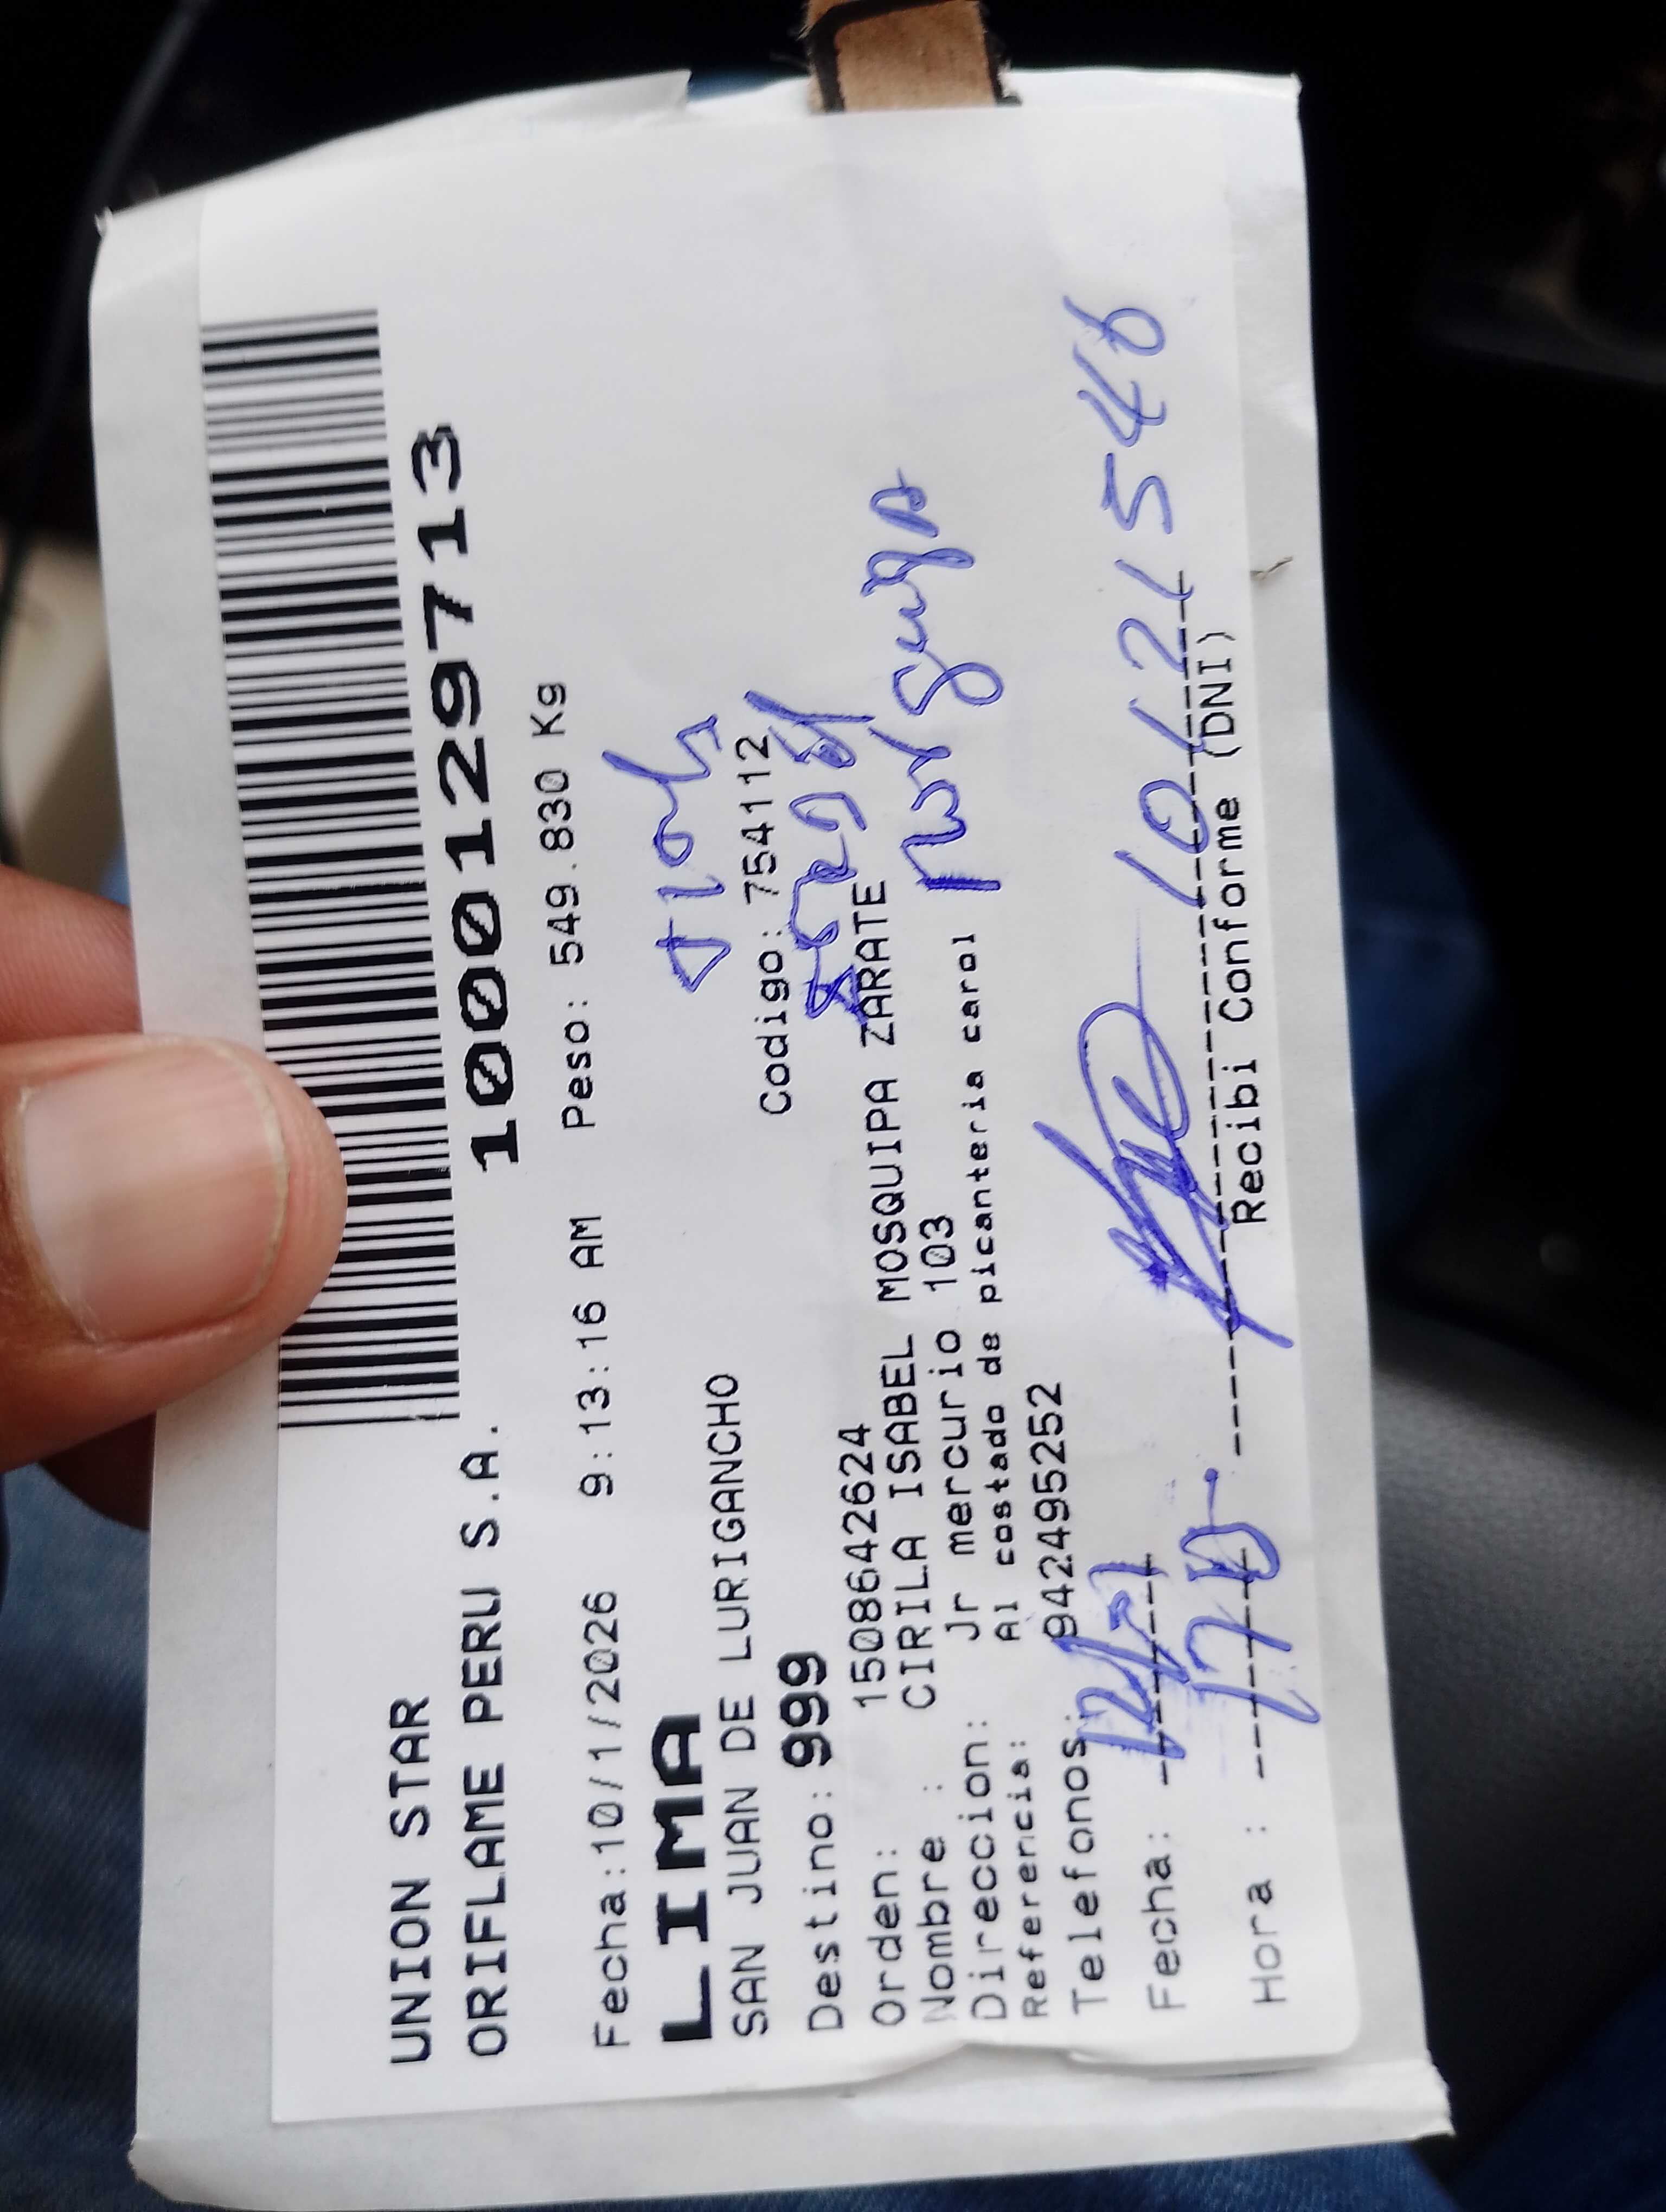 UNION STAR
ORIFLAME PERU S.A.
1000129713
Fecha:10/1/2026 9:13:16 AM Peso: 549.830 Kg
LIMA
SAN JUAN DE LURIGANCHO
Destino: 999 Codigo: 754112
Orden: 1508642624
Nombre : CIRILA ISABEL MOSQUIPA ZARATE
Direccion: Jr mercurio 103
Referencia: Al costado de picanteria carol
Telefonos: 942495252
Fecha:
10121546
Hora :
Recibi Conforme (DNI)